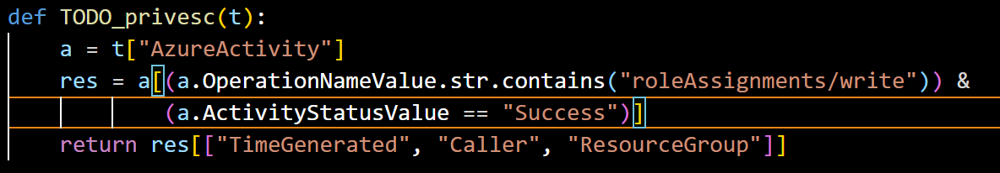 def TODO_privesc(t):
    a = t["AzureActivity"]
    res = a[(a.OperationNameValue.str.contains("roleAssignments/write")) &
            (a.ActivityStatusValue == "Success")]
    return res[["TimeGenerated", "Caller", "ResourceGroup"]]